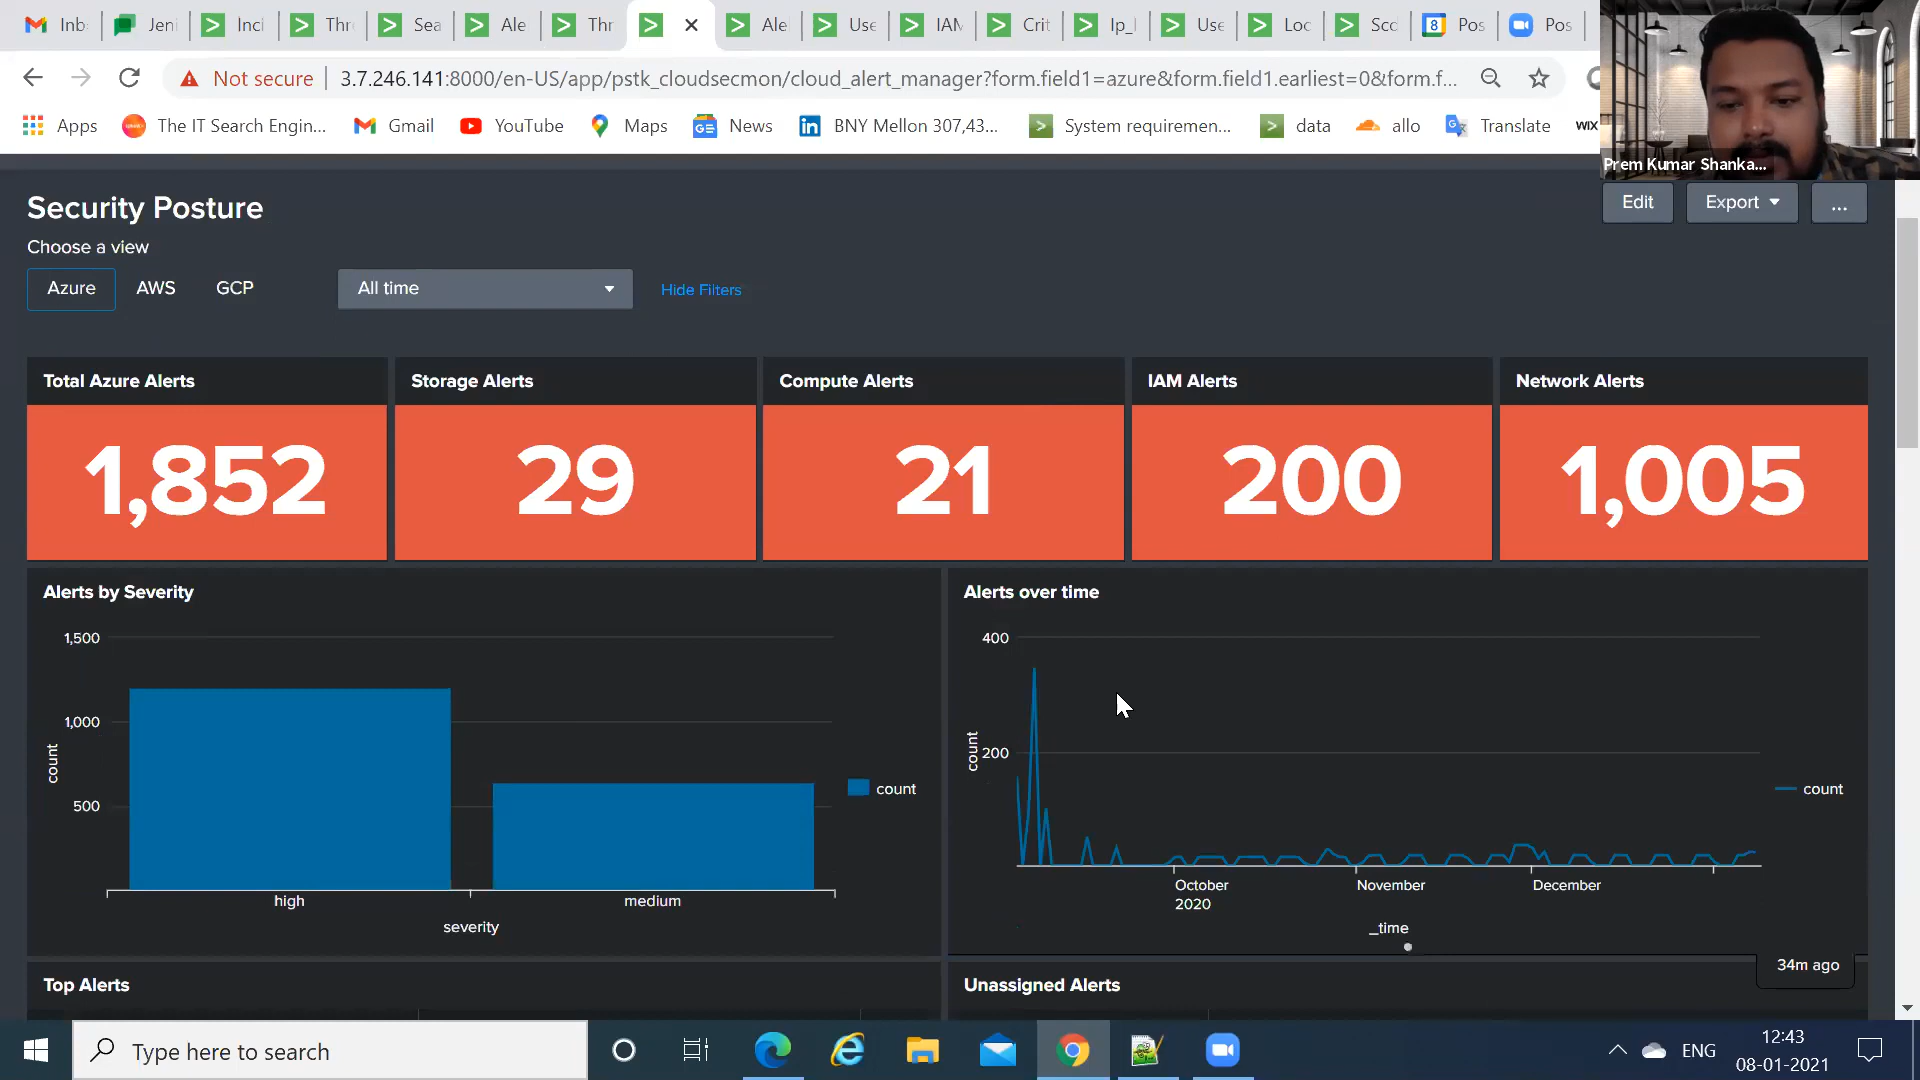 Inb
Jeni
Inci
Thre
Sea
Ale
Thr
Ale
Use
IAM
Crit
Ip_l
Use
Loc
Sco
8
Pos
Pos
Not secure
3.7.246.141:8000/en-US/app/pstk_cloudsecmon/cloud_alert_manager?form.field1=azure&form.field1.earliest=0&form.f...
Apps
The IT Search Engin...
Gmail
YouTube
Maps
News
BNY Mellon 307,43...
System requiremen...
data
allo
Translate
WIX
Prem Kumar Shanka...
Security Posture
Edit
Export
...
Choose a view
Azure
AWS
GCP
All time
Hide Filters
Total Azure Alerts
Storage Alerts
Compute Alerts
IAM Alerts
Network Alerts
1,852
29
21
200
1,005
Alerts by Severity
1,500
1,000
500
count
high
medium
severity
count
Alerts over time
400
200
count
October
2020
November
December
_time
count
34m ago
Top Alerts
Unassigned Alerts
Type here to search
ENG
12:43
08-01-2021